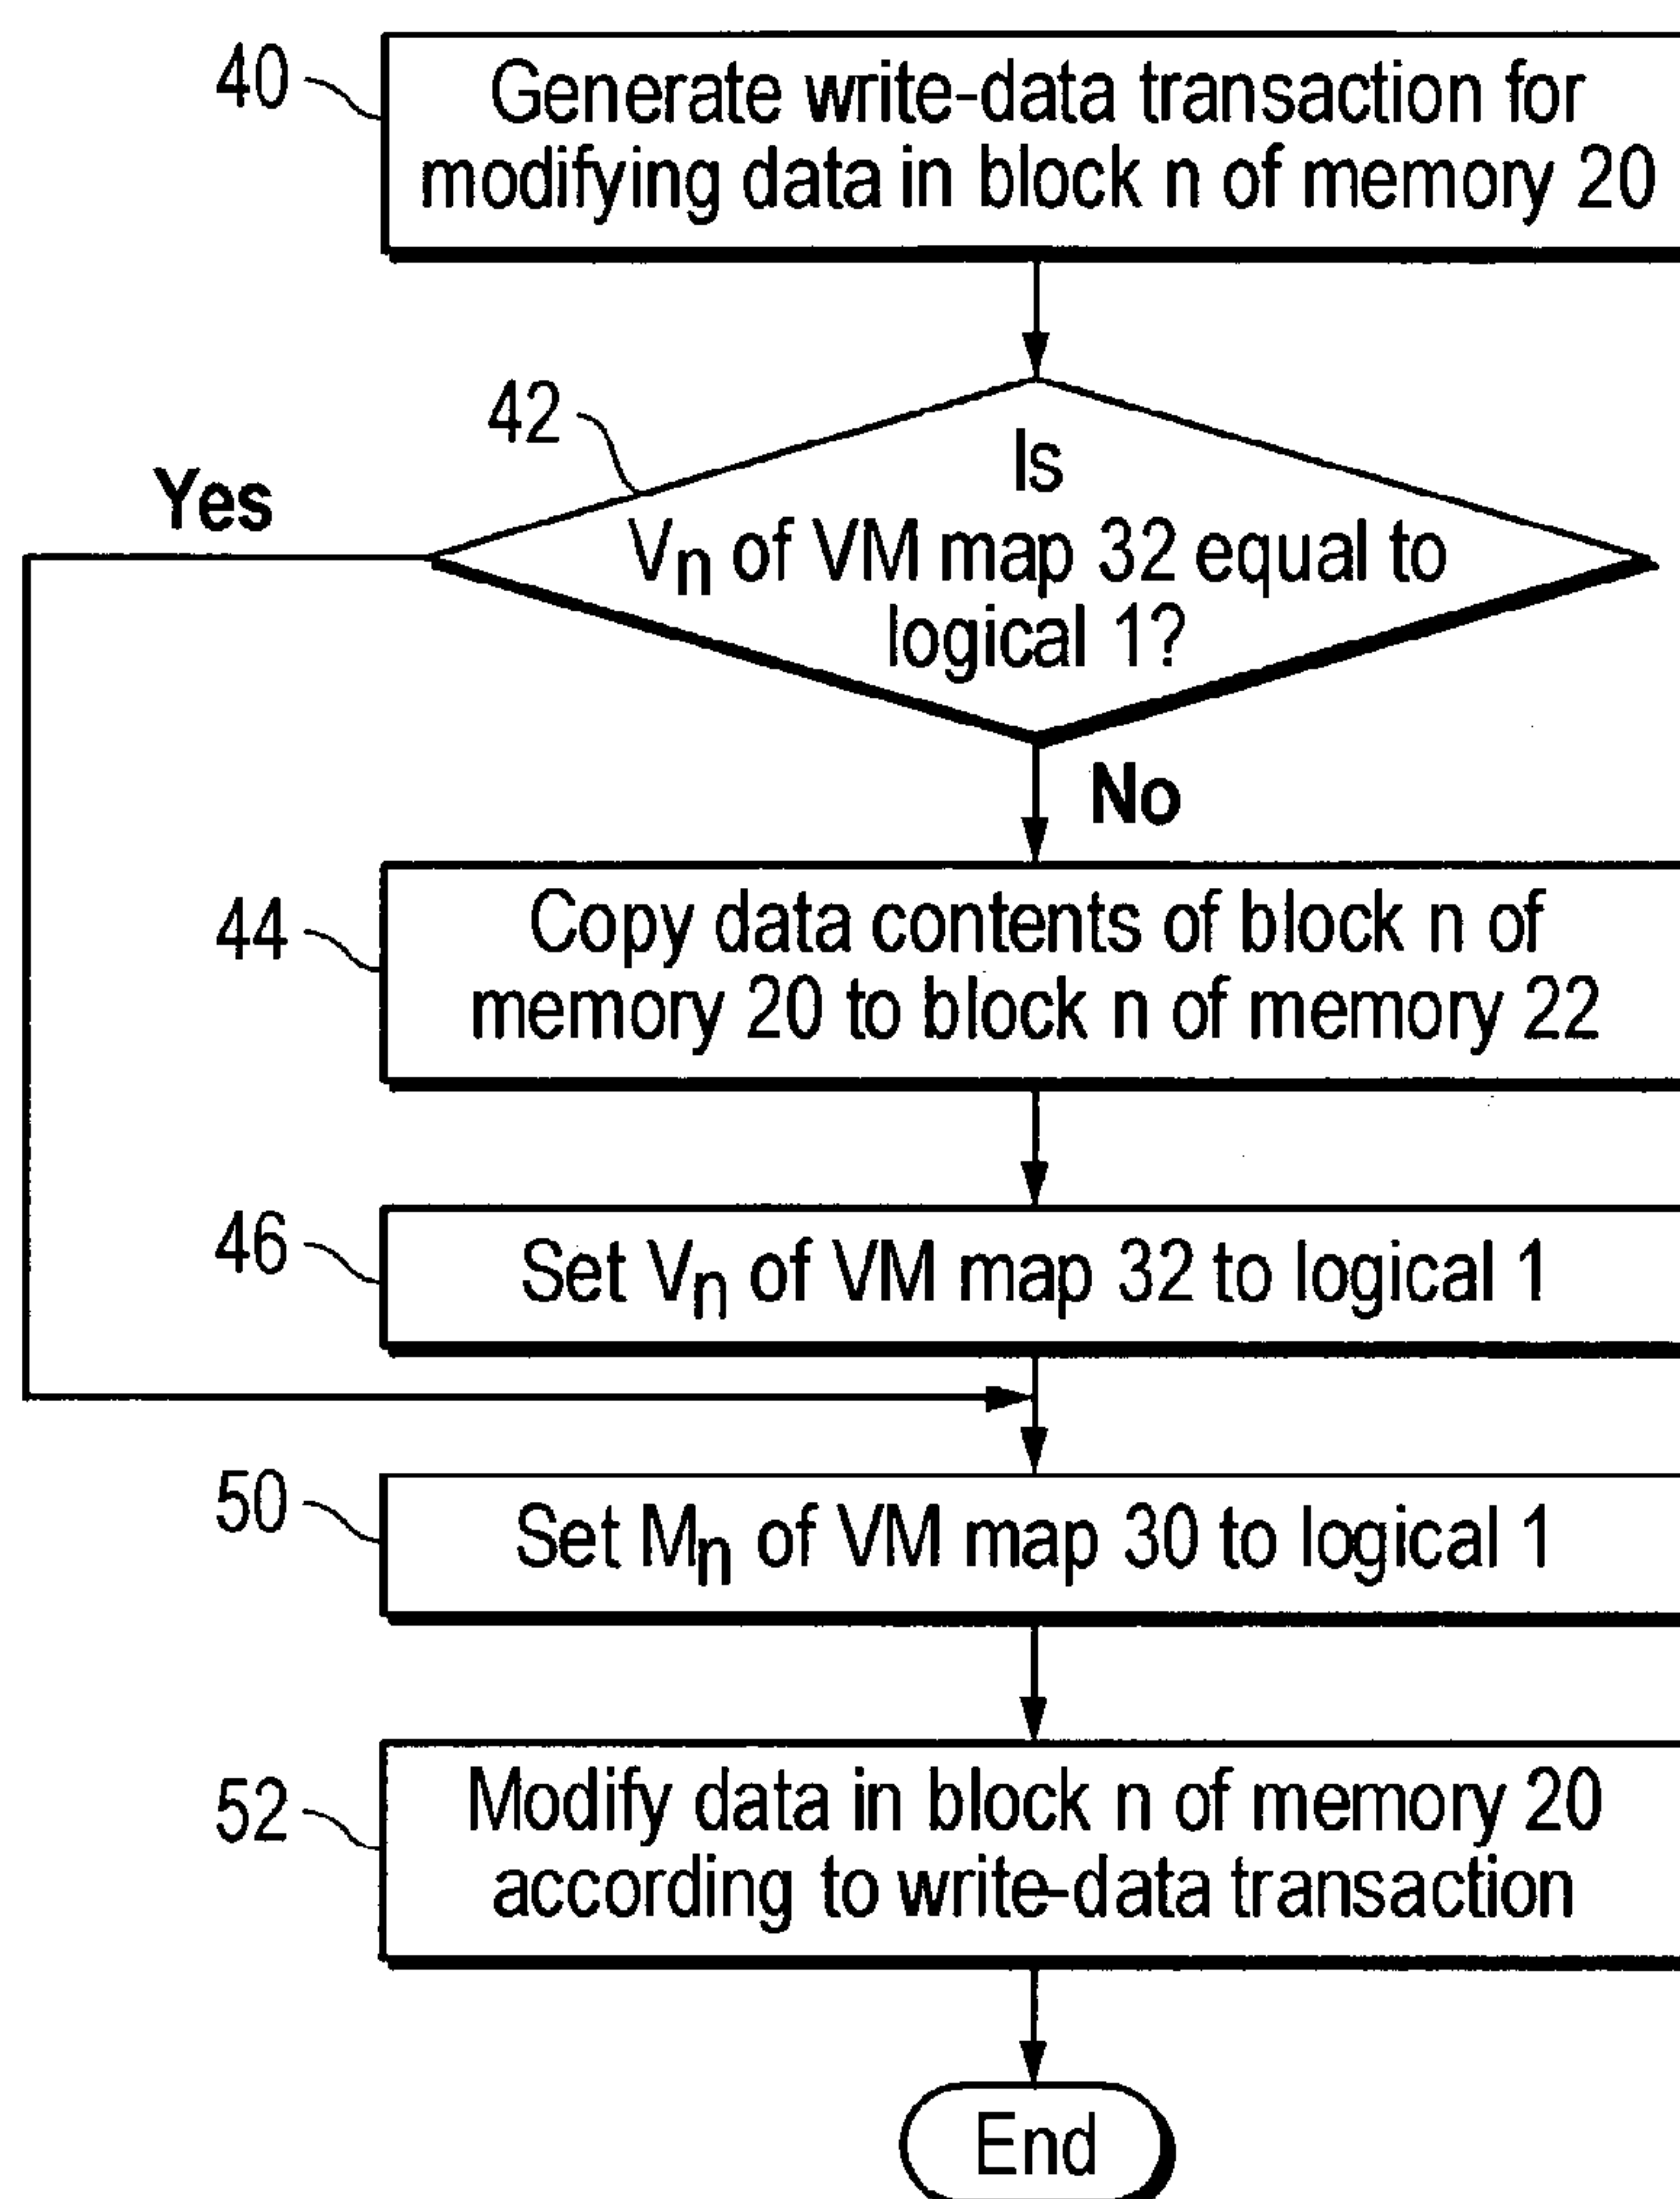 40
Generate write-data transaction for
modifying data in block n of memory 20
42
Yes
Is
Vn of VM map 32 equal to
logical 1?
No
44
Copy data contents of block n of
memory 20 to block n of memory 22
46
Set Vn of VM map 32 to logical 1
50
Set Mn of VM map 30 to logical 1
52
Modify data in block n of memory 20
according to write-data transaction
End